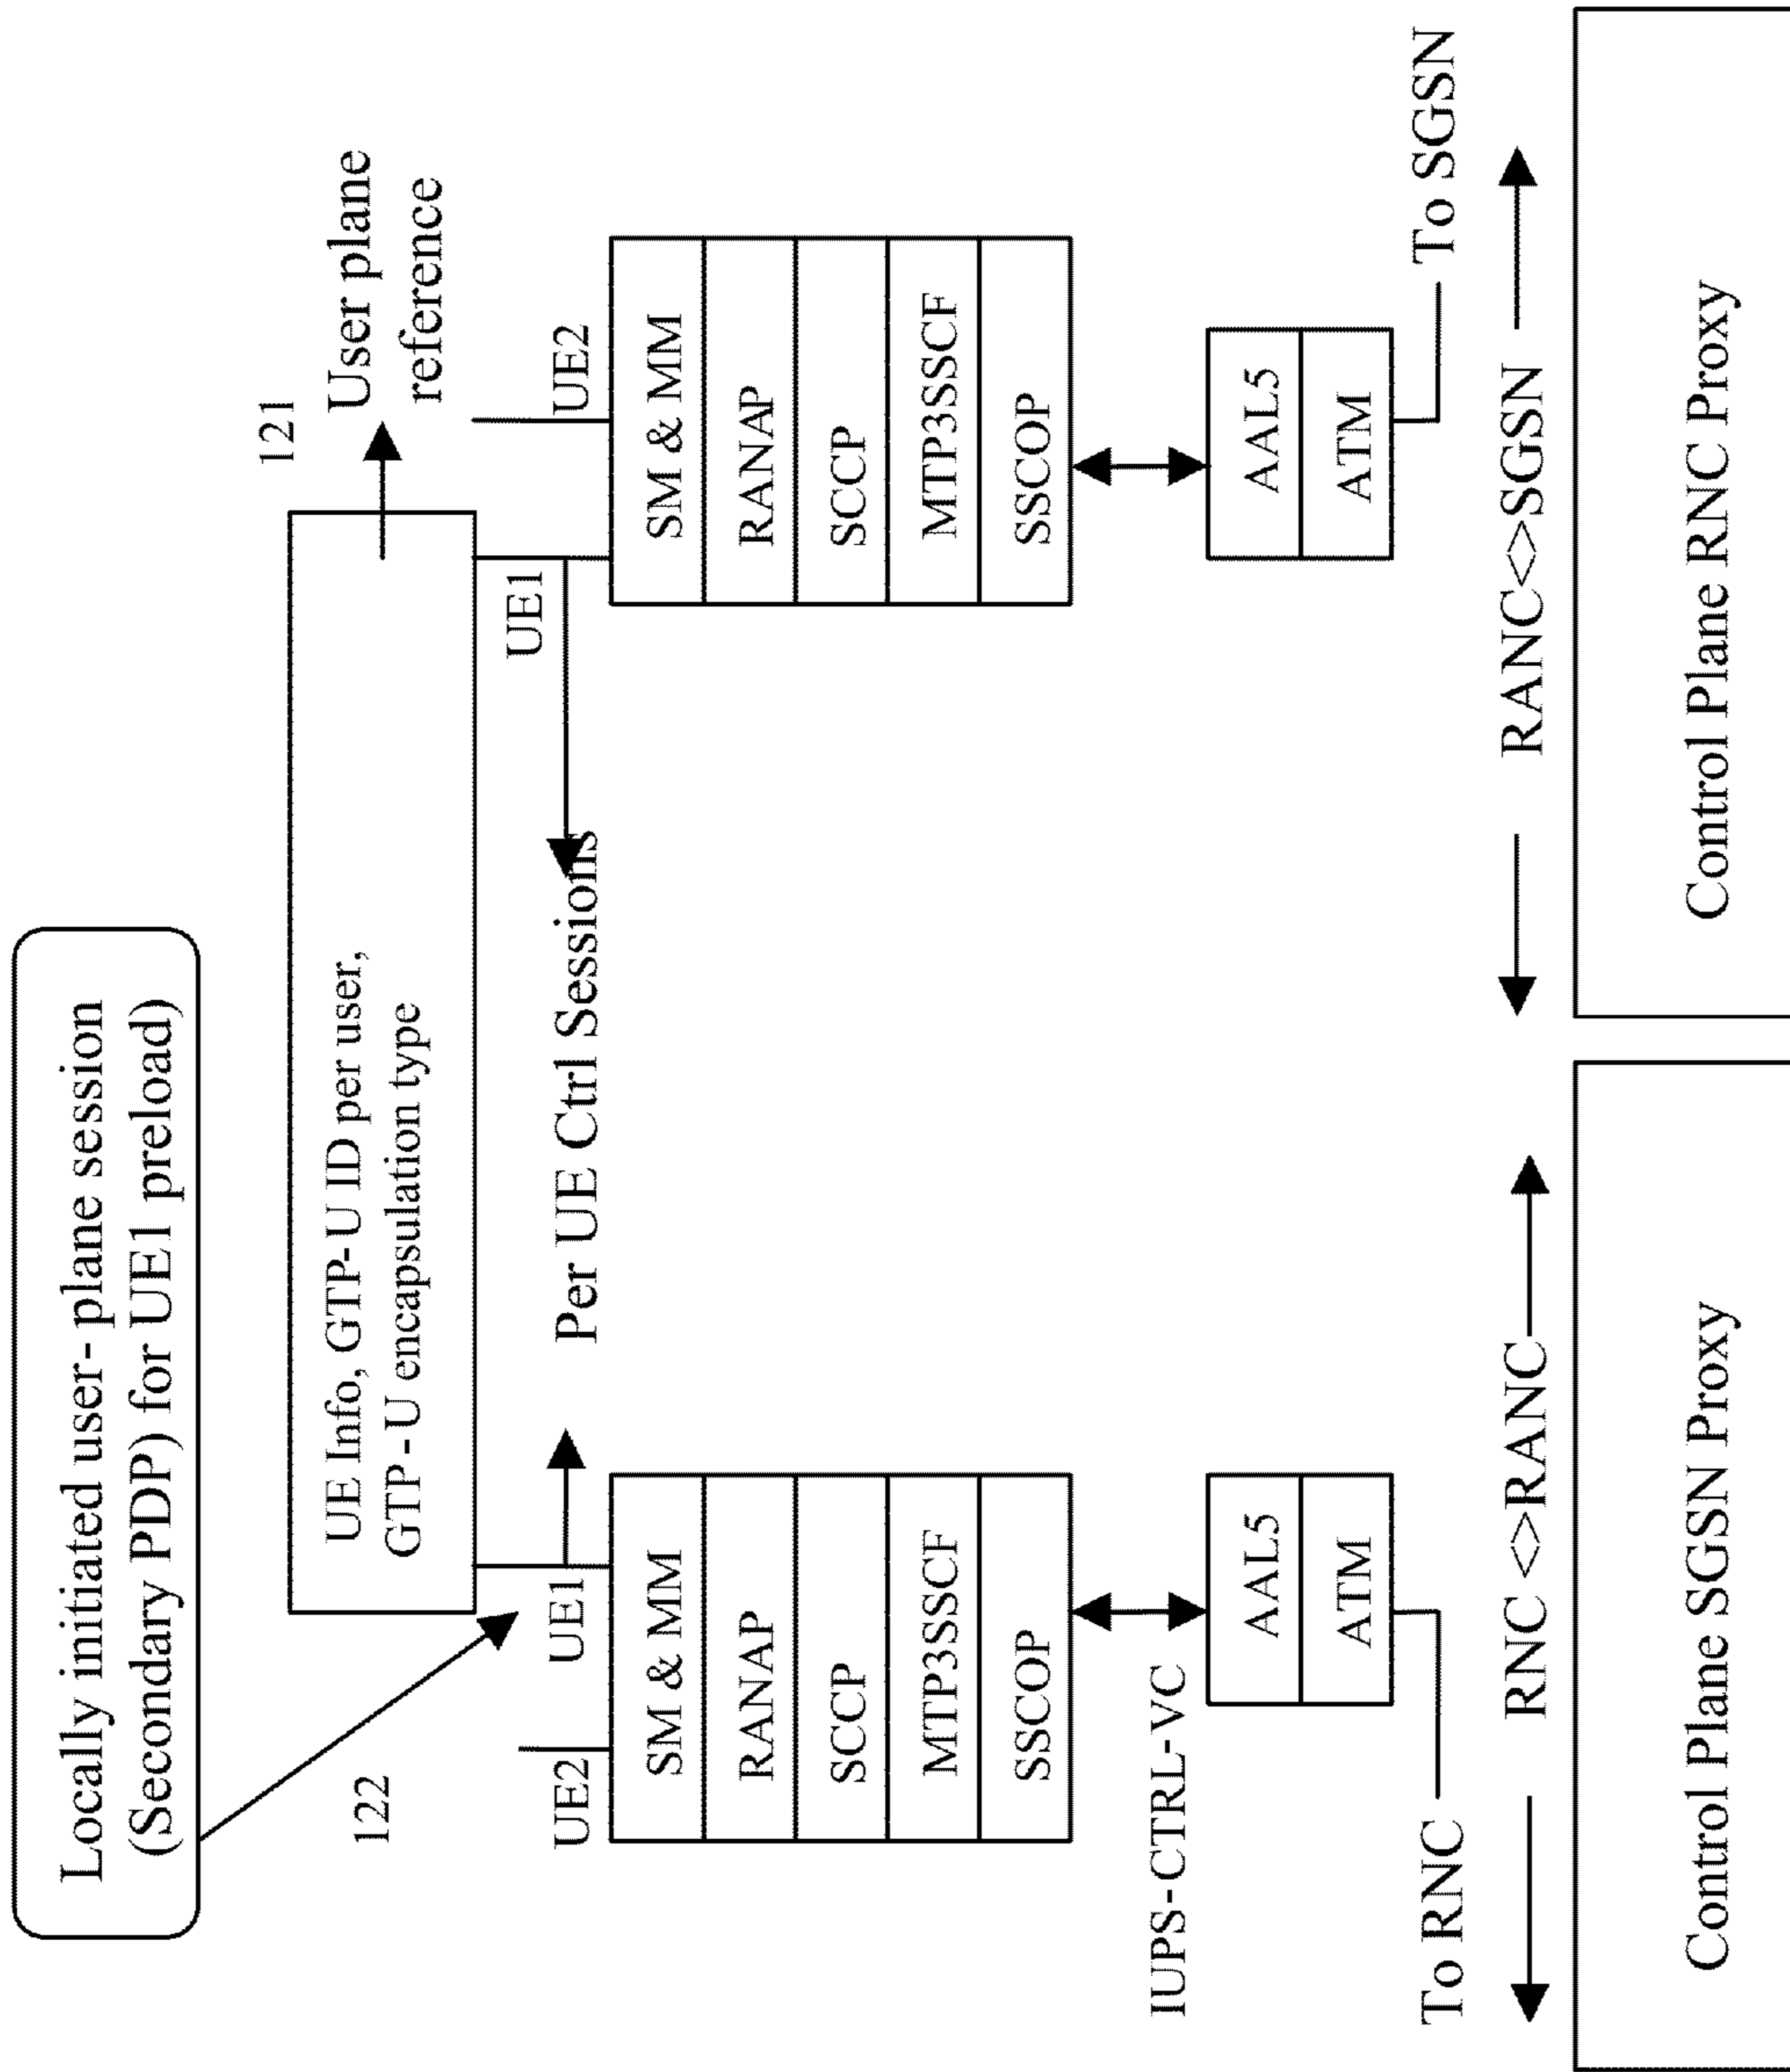 Locally initiated user- plane session
(Secondary PDP) for UE1 preload)
122
121
UE Info, GTP-U ID per user,
GTP - U encapsulation type
User plane
reference
UE2
UE1
Per UE Ctrl Sessions
UE1
UE2
SM & MM
RANAP
SCCP
MTP3SSCF
SSCOP
SM & MM
RANAP
SCCP
MTP3SSCF
SSCOP
IUPS-CTRL-VC
AAL5
ATM
AAL5
ATM
To RNC
To SGSN
RNC <>RANC
RANC<>SGSN
Control Plane SGSN Proxy
Control Plane RNC Proxy